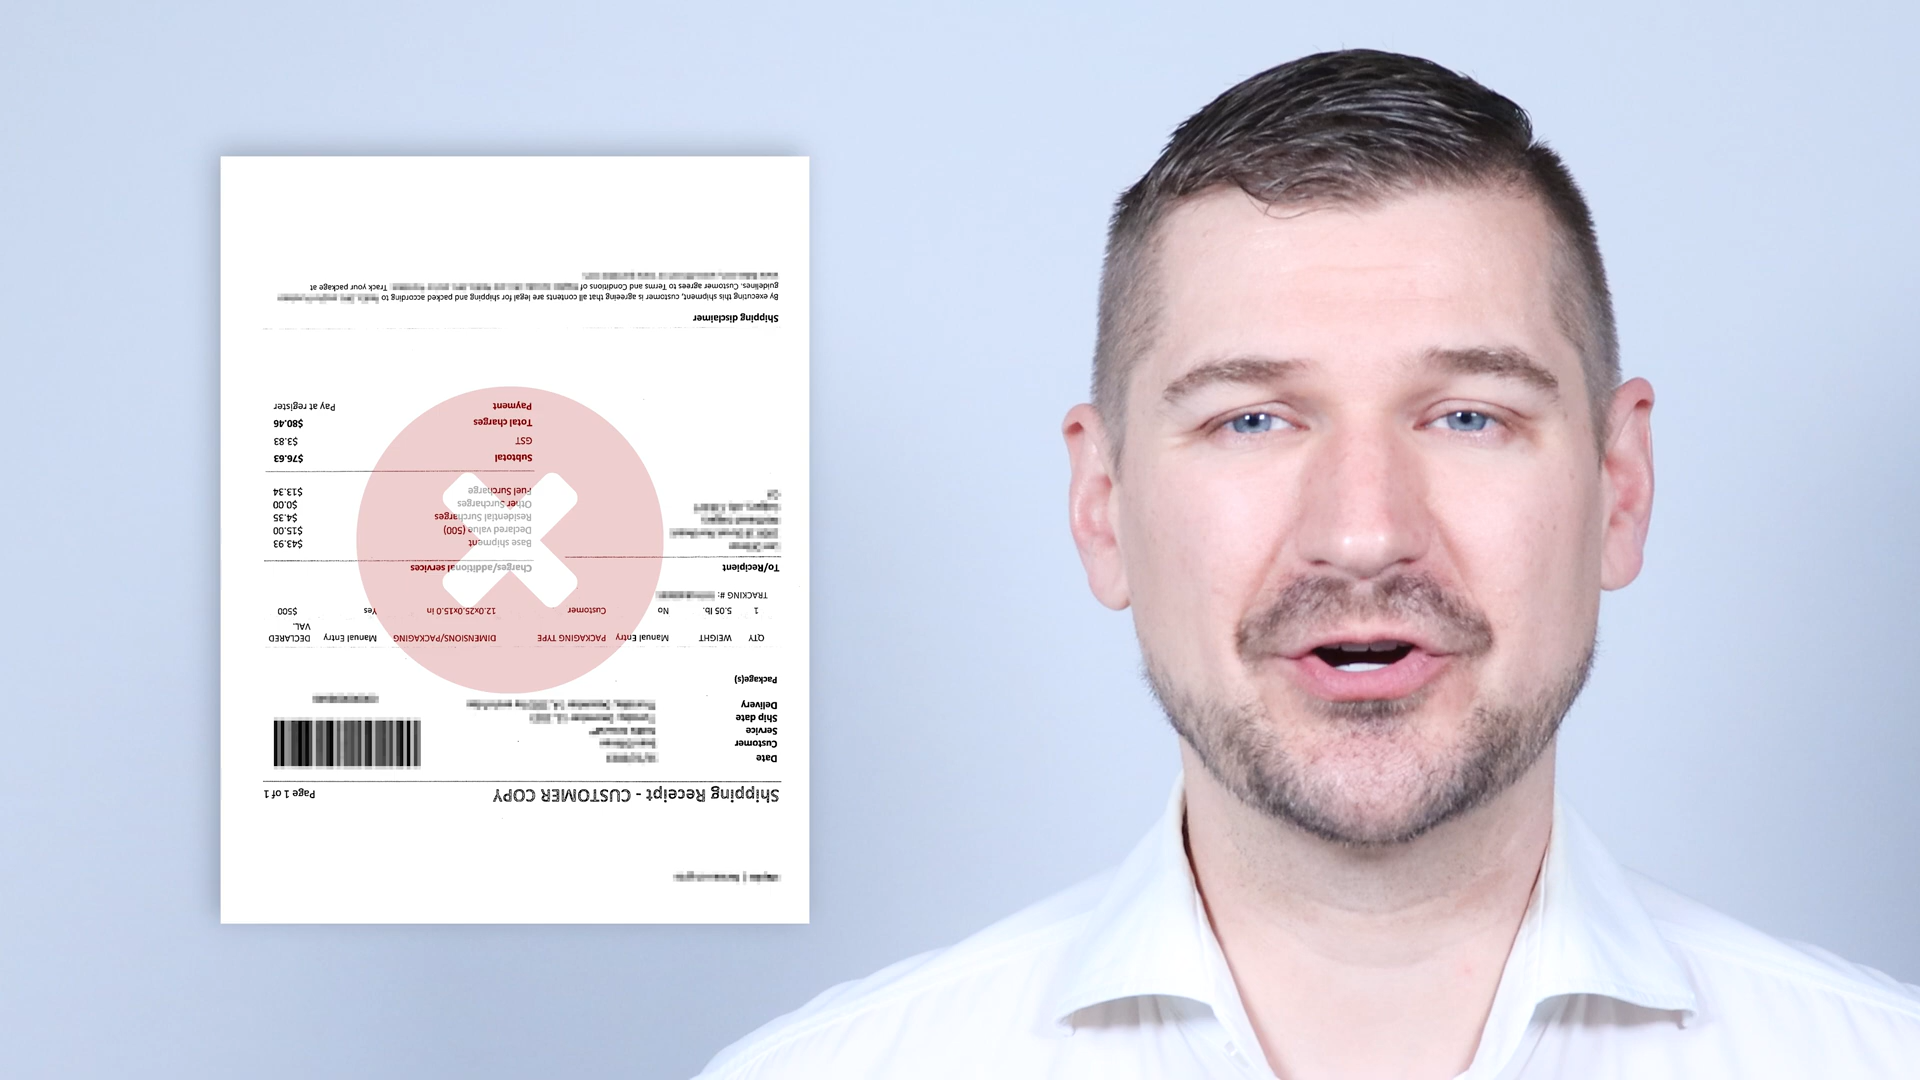 Shipping Receipt - CUSTOMER COPY
Page 1 of 1
Date
Customer
Service
Ship date
Delivery
Package(s)
QTY WEIGHT Manual Entry PACKAGING TYPE DIMENSIONS/PACKAGING Manual Entry DECLARED VAL.
1 5.05 lb. No Customer 12.0x25.0x15.0 in Yes $500
TRACKING #:
To/Recipient
Charges/additional services
Base shipment $43.93
Declared value (500) $15.00
Residential Surcharges $4.35
Other Surcharges $0.00
Fuel Surcharge $13.34
Subtotal $76.63
GST $3.83
Total charges $80.46
Payment Pay at register
Shipping disclaimer
By executing this shipment, customer is agreeing that all contents are legal for shipping and packed according to
guidelines. Customer agrees to Terms and Conditions of Track your package at